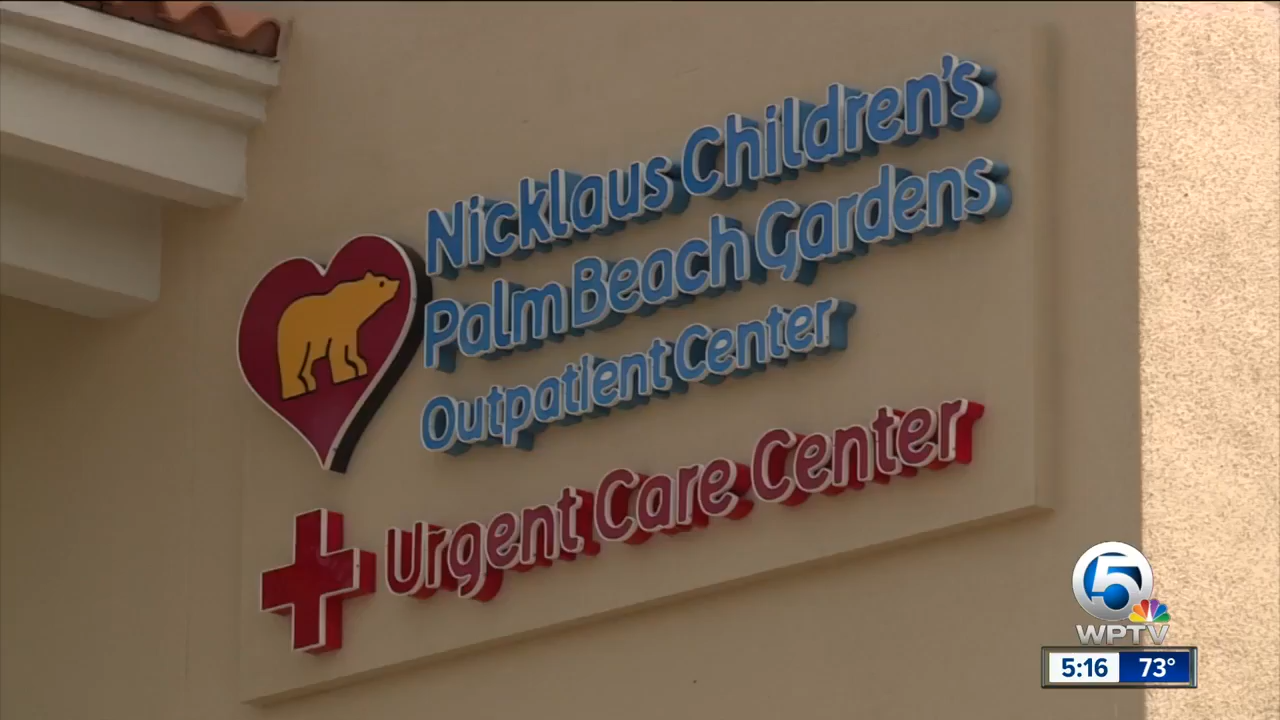 Nicklaus Children's
Palm Beach Gardens
Outpatient Center
Urgent Care Center
5
WPTV
5:16 73°